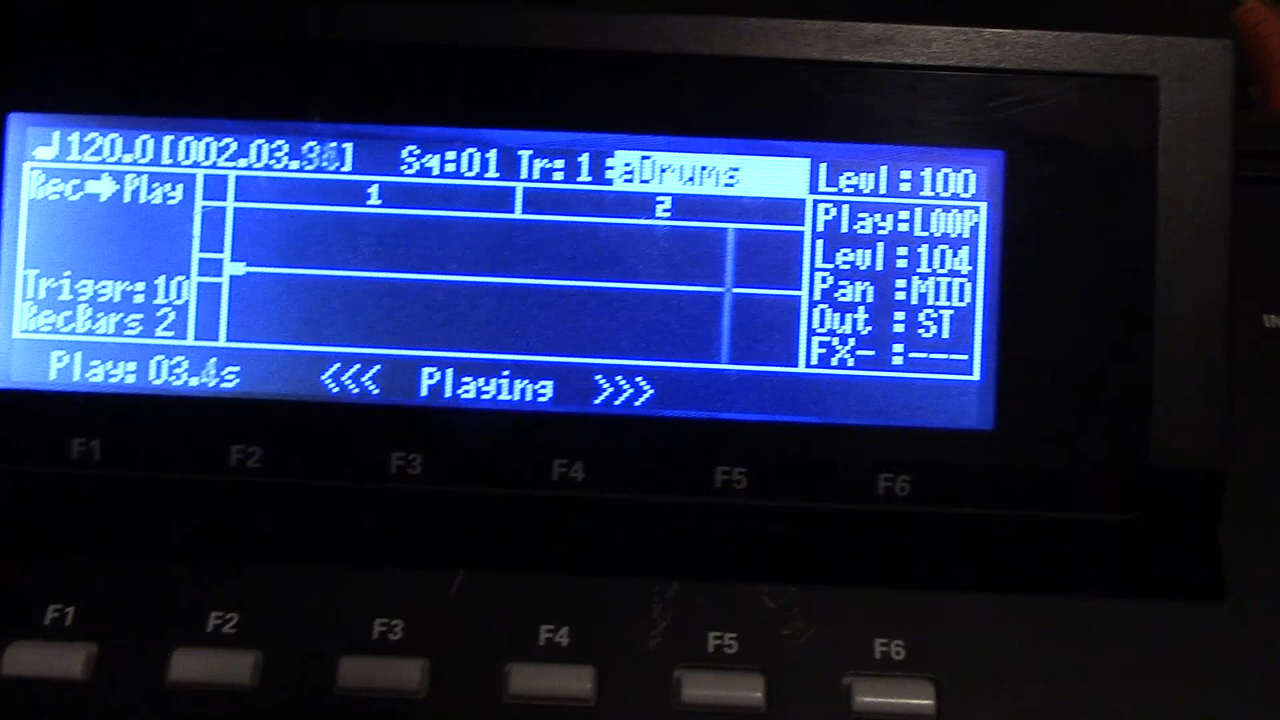 ♩120.0[002.03.] Sq:01 Tr: 1:aDrums Levl:100
Rec➡Play 1 2 Play:LOOP
Levl:104
Triggr:10 Pan :MID
RecBars 2 Out :ST
FX- :---
Play: 03.4s <<< Playing >>>
F1 F2 F3 F4 F5 F6
F1 F2 F3 F4 F5 F6